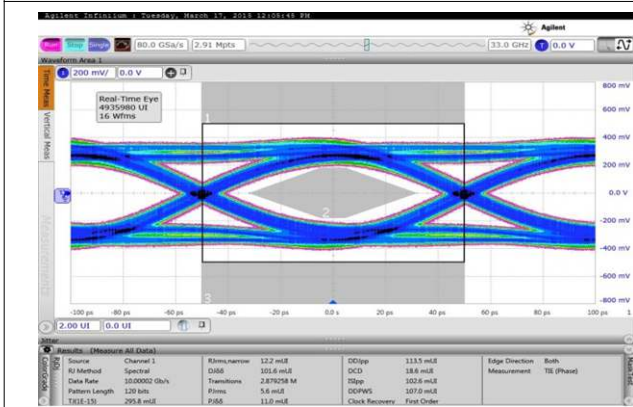 Agilent Infiniium : Tuesday, March 17, 2015 12:05:45 PM
Agilent
Run Stop Single 80.0 GSa/s 2.91 Mpts 33.0 GHz T 0.0 V
Waveform Area 1
1 200 mV/ 0.0 V
Time Meas
Vertical Meas
Measurements
Real-Time Eye
4935980 UI
16 Wfms
1
2
3
800 mV
600 mV
400 mV
200 mV
0.0 V
-200 mV
-400 mV
-600 mV
-800 mV
-100 ps -80 ps -60 ps -40 ps -20 ps 0.0 s 20 ps 40 ps 60 ps 80 ps 100 ps 1
2.00 UI 0.0 UI
Jitter
Results (Measure All Data)
Color Grade
RJDJ
Mask Test
Source Channel 1 RJrms,narrow 12.2 mUI DDJpp 113.5 mUI Edge Direction Both
RJ Method Spectral DJδδ 101.6 mUI DCD 18.6 mUI Measurement TIE (Phase)
Data Rate 10.00002 Gb/s Transitions 2.879258 M ISIpp 102.6 mUI
Pattern Length 120 bits PJrms 5.6 mUI DDPWS 107.0 mUI
TJ(1E-15) 295.8 mUI PJδδ 11.0 mUI Clock Recovery First Order